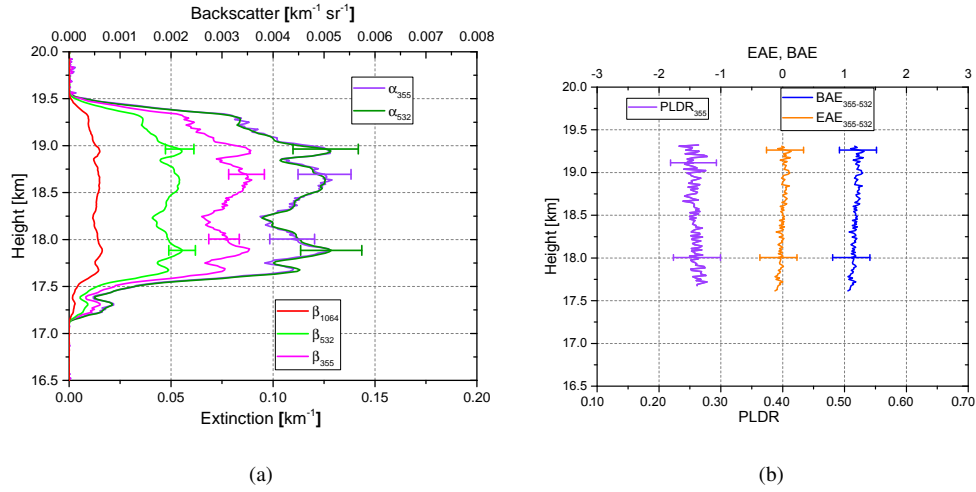 Backscatter [km⁻¹ sr⁻¹]
0.000 0.001 0.002 0.003 0.004 0.005 0.006 0.007 0.008
20.0
19.5
19.0
18.5
18.0
17.5
17.0
16.5
Height [km]
α₃₅₅
α₅₃₂
β₁₀₆₄
β₅₃₂
β₃₅₅
0.00 0.05 0.10 0.15 0.20
Extinction [km⁻¹]
(a)
EAE, BAE
-3 -2 -1 0 1 2 3
20.0
19.5
19.0
18.5
18.0
17.5
17.0
16.5
Height [km]
PLDR₃₅₅
BAE₃₅₅₋₅₃₂
EAE₃₅₅₋₅₃₂
0.10 0.20 0.30 0.40 0.50 0.60 0.70
PLDR
(b)